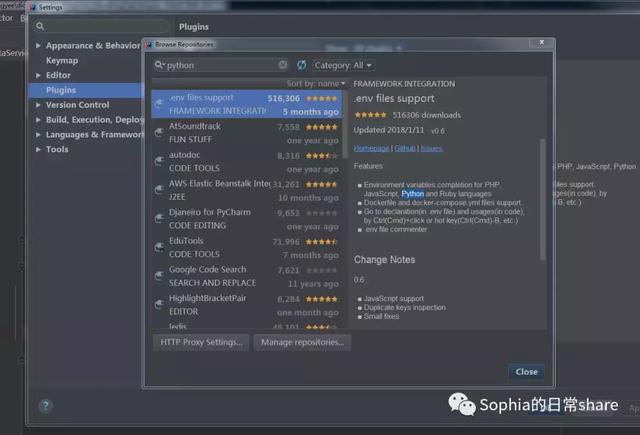 Settings
Plugins
Appearance & Behavior
Keymap
Editor
Plugins
Version Control
Build, Execution, Deploy
Languages & Framework
Tools
Browse Repositories
python
Category: All
Sort by: name
.env files support 516,306
FRAMEWORK INTEGRATION 5 months ago
AtSoundtrack 7,558
FUN STUFF one year ago
autodoc 8,316
CODE TOOLS one year ago
AWS Elastic Beanstalk Integ 31,261
J2EE 10 months ago
Djaneiro for PyCharm 9,653
CODE EDITING one year ago
EduTools 71,996
CODE TOOLS 7 months ago
Google Code Search 7,621
SEARCH AND REPLACE 11 years ago
HighlightBracketPair 6,284
EDITOR one month ago
Iedis 48,101
FRAMEWORK INTEGRATION
.env files support
516306 downloads
Updated 2018/1/11 v0.6
Homepage | Github | Issues
Features
Environment variables completion for PHP,
JavaScript, Python and Ruby languages
Dockerfile and docker-compose.yml files support.
Go to declaration(in .env file) and usages(in code),
by Ctrl(Cmd)+click or hot key(Ctrl(Cmd)-B, etc.)
.env file commenter
Change Notes
0.6
JavaScript support
Duplicate keys inspection
Small fixes
HTTP Proxy Settings...
Manage repositories...
Close
PHP, JavaScript, Python
files support.
usages(in code), by
d)-B, etc.)
Sophia的日常share